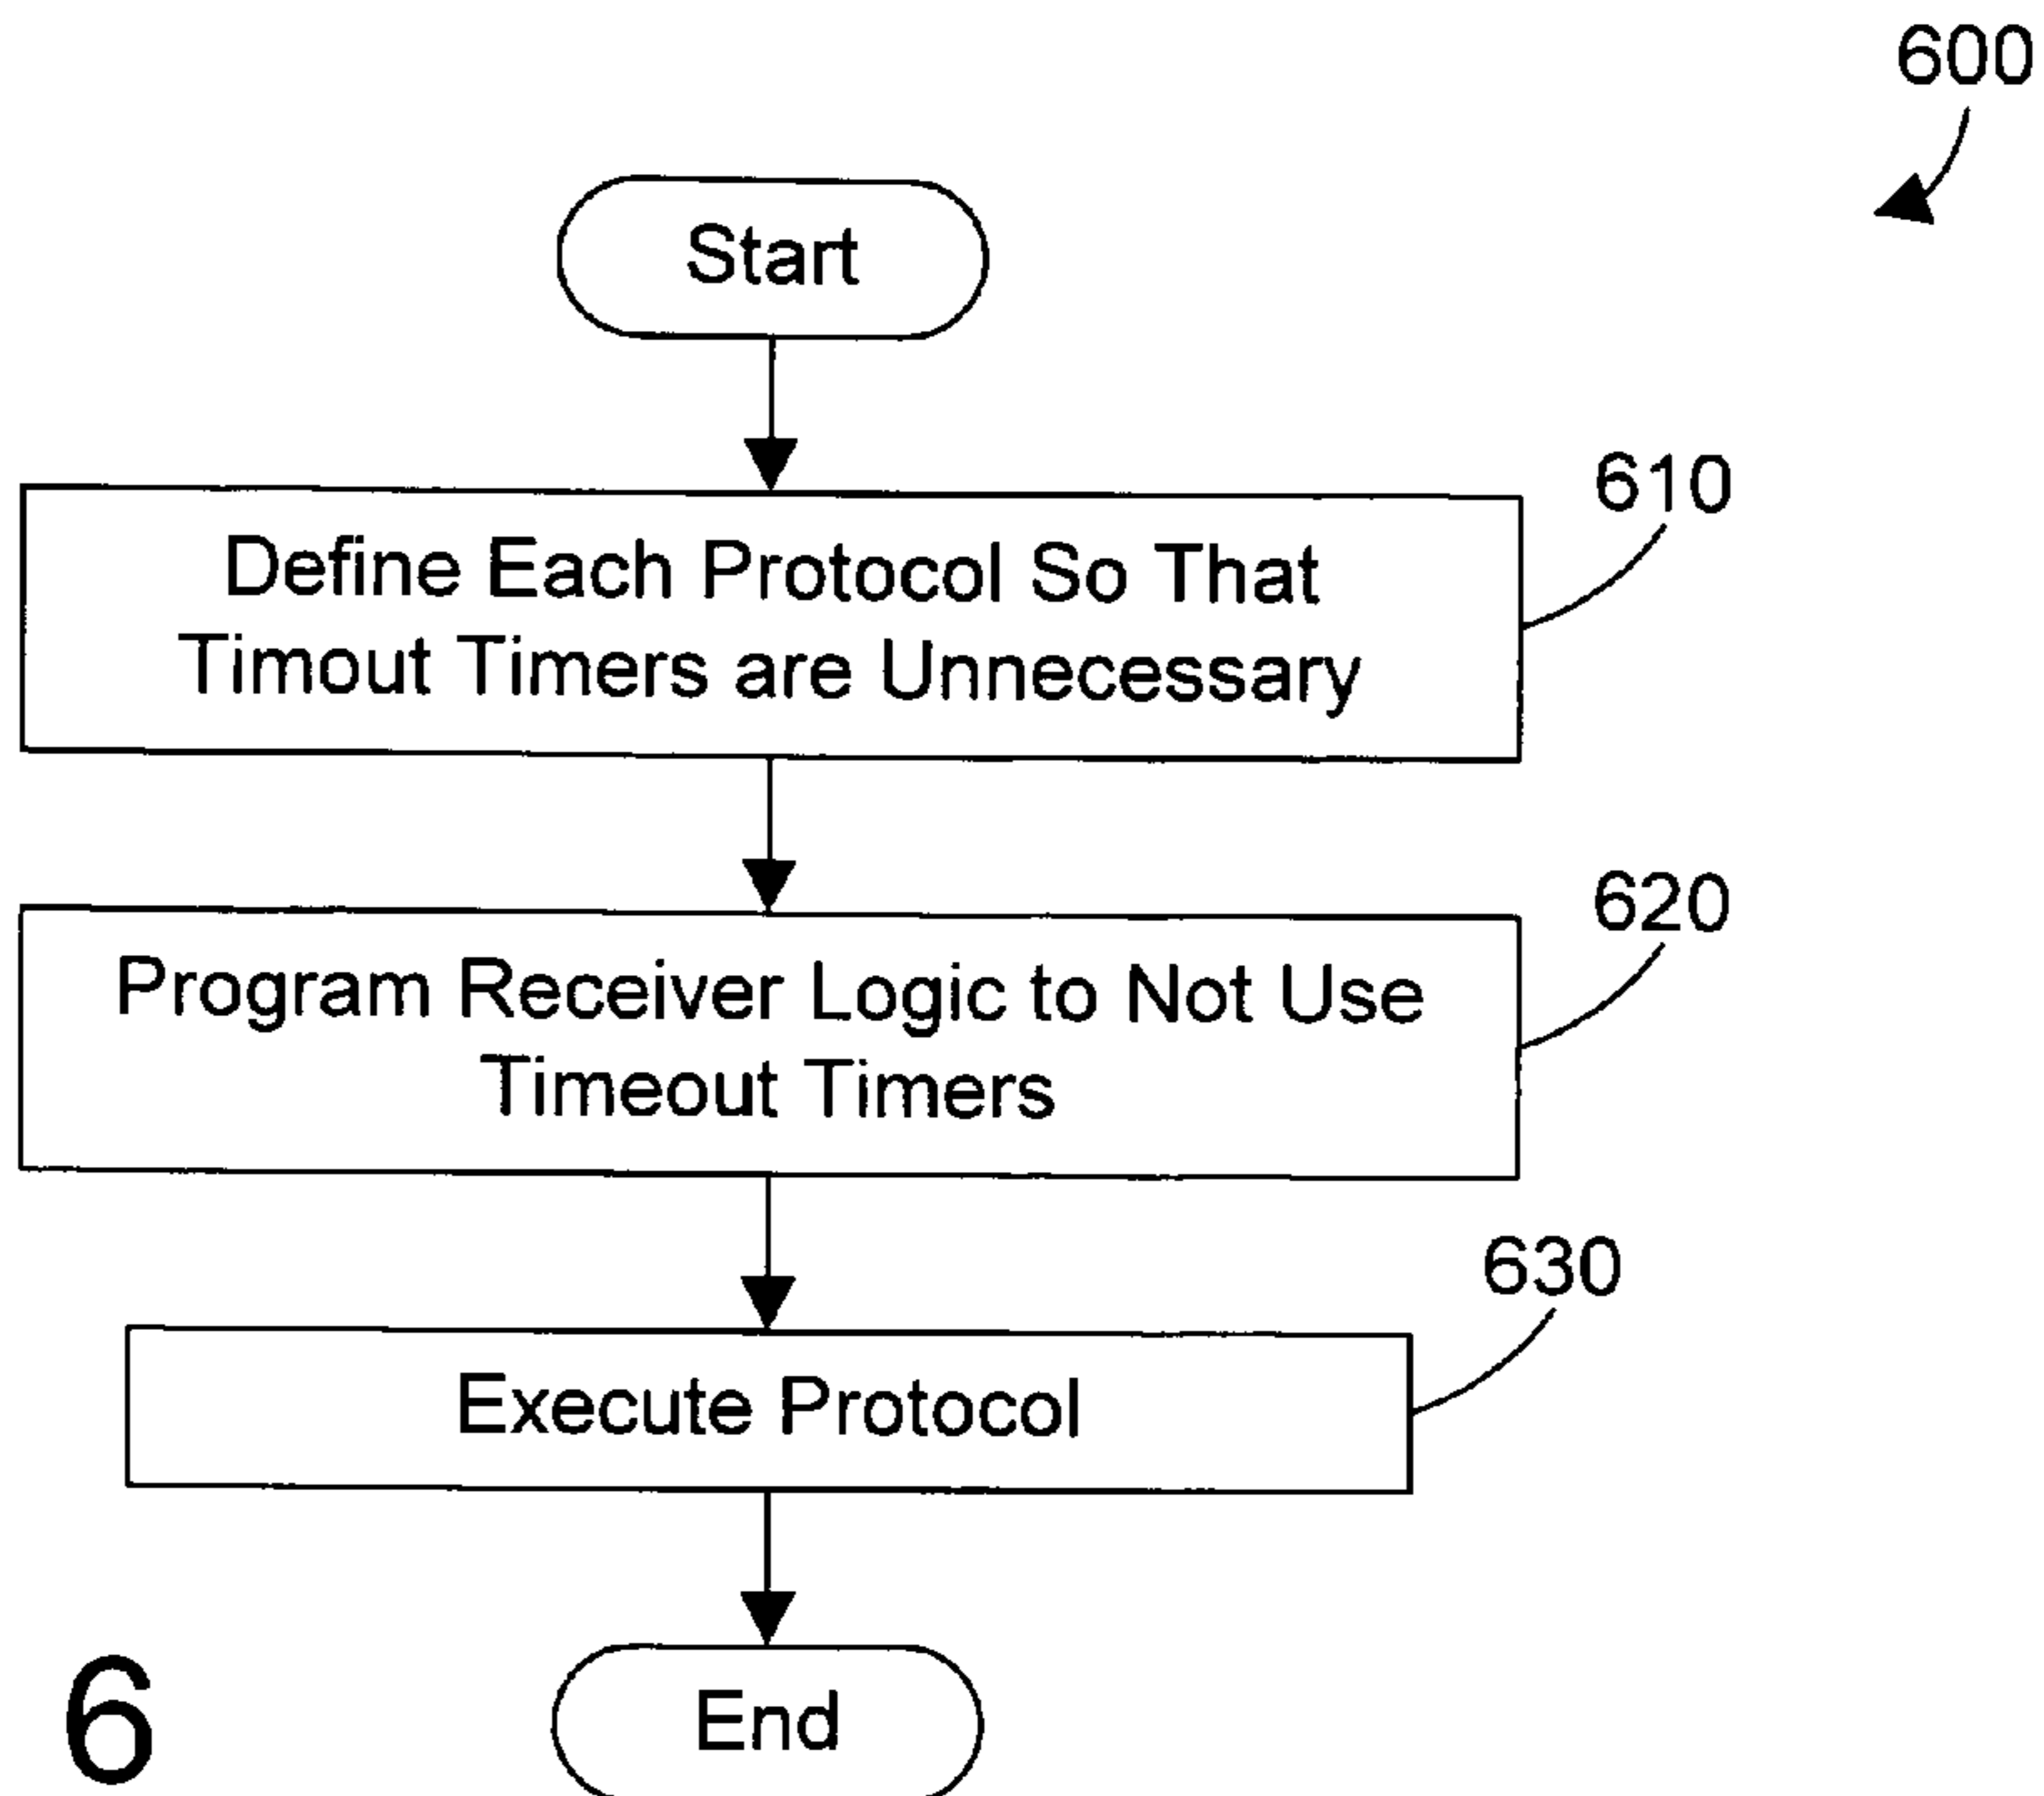 600
Start
610
Define Each Protocol So That
Timout Timers are Unnecessary
620
Program Receiver Logic to Not Use
Timeout Timers
630
Execute Protocol
End
6